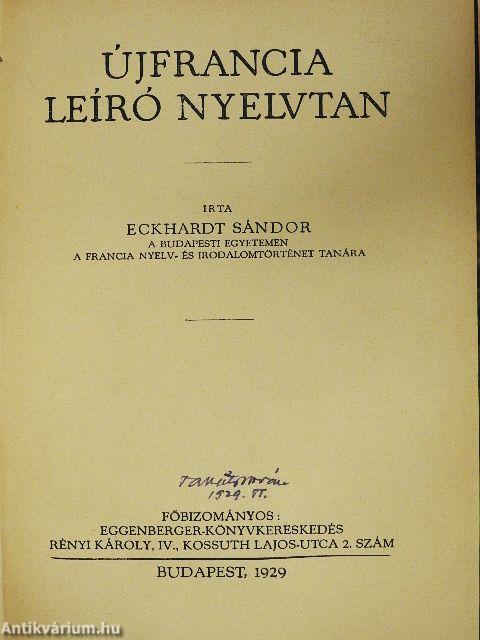 ÚJFRANCIA
LEÍRÓ NYELVTAN
IRTA
ECKHARDT SÁNDOR
A BUDAPESTI EGYETEMEN
A FRANCIA NYELV- ÉS IRODALOMTÖRTÉNET TANÁRA
1929. VI.
FŐBIZOMÁNYOS:
EGGENBERGER-KÖNYVKERESKEDÉS
RÉNYI KÁROLY, IV., KOSSUTH LAJOS-UTCA 2. SZÁM
BUDAPEST, 1929
Antikvárium.hu